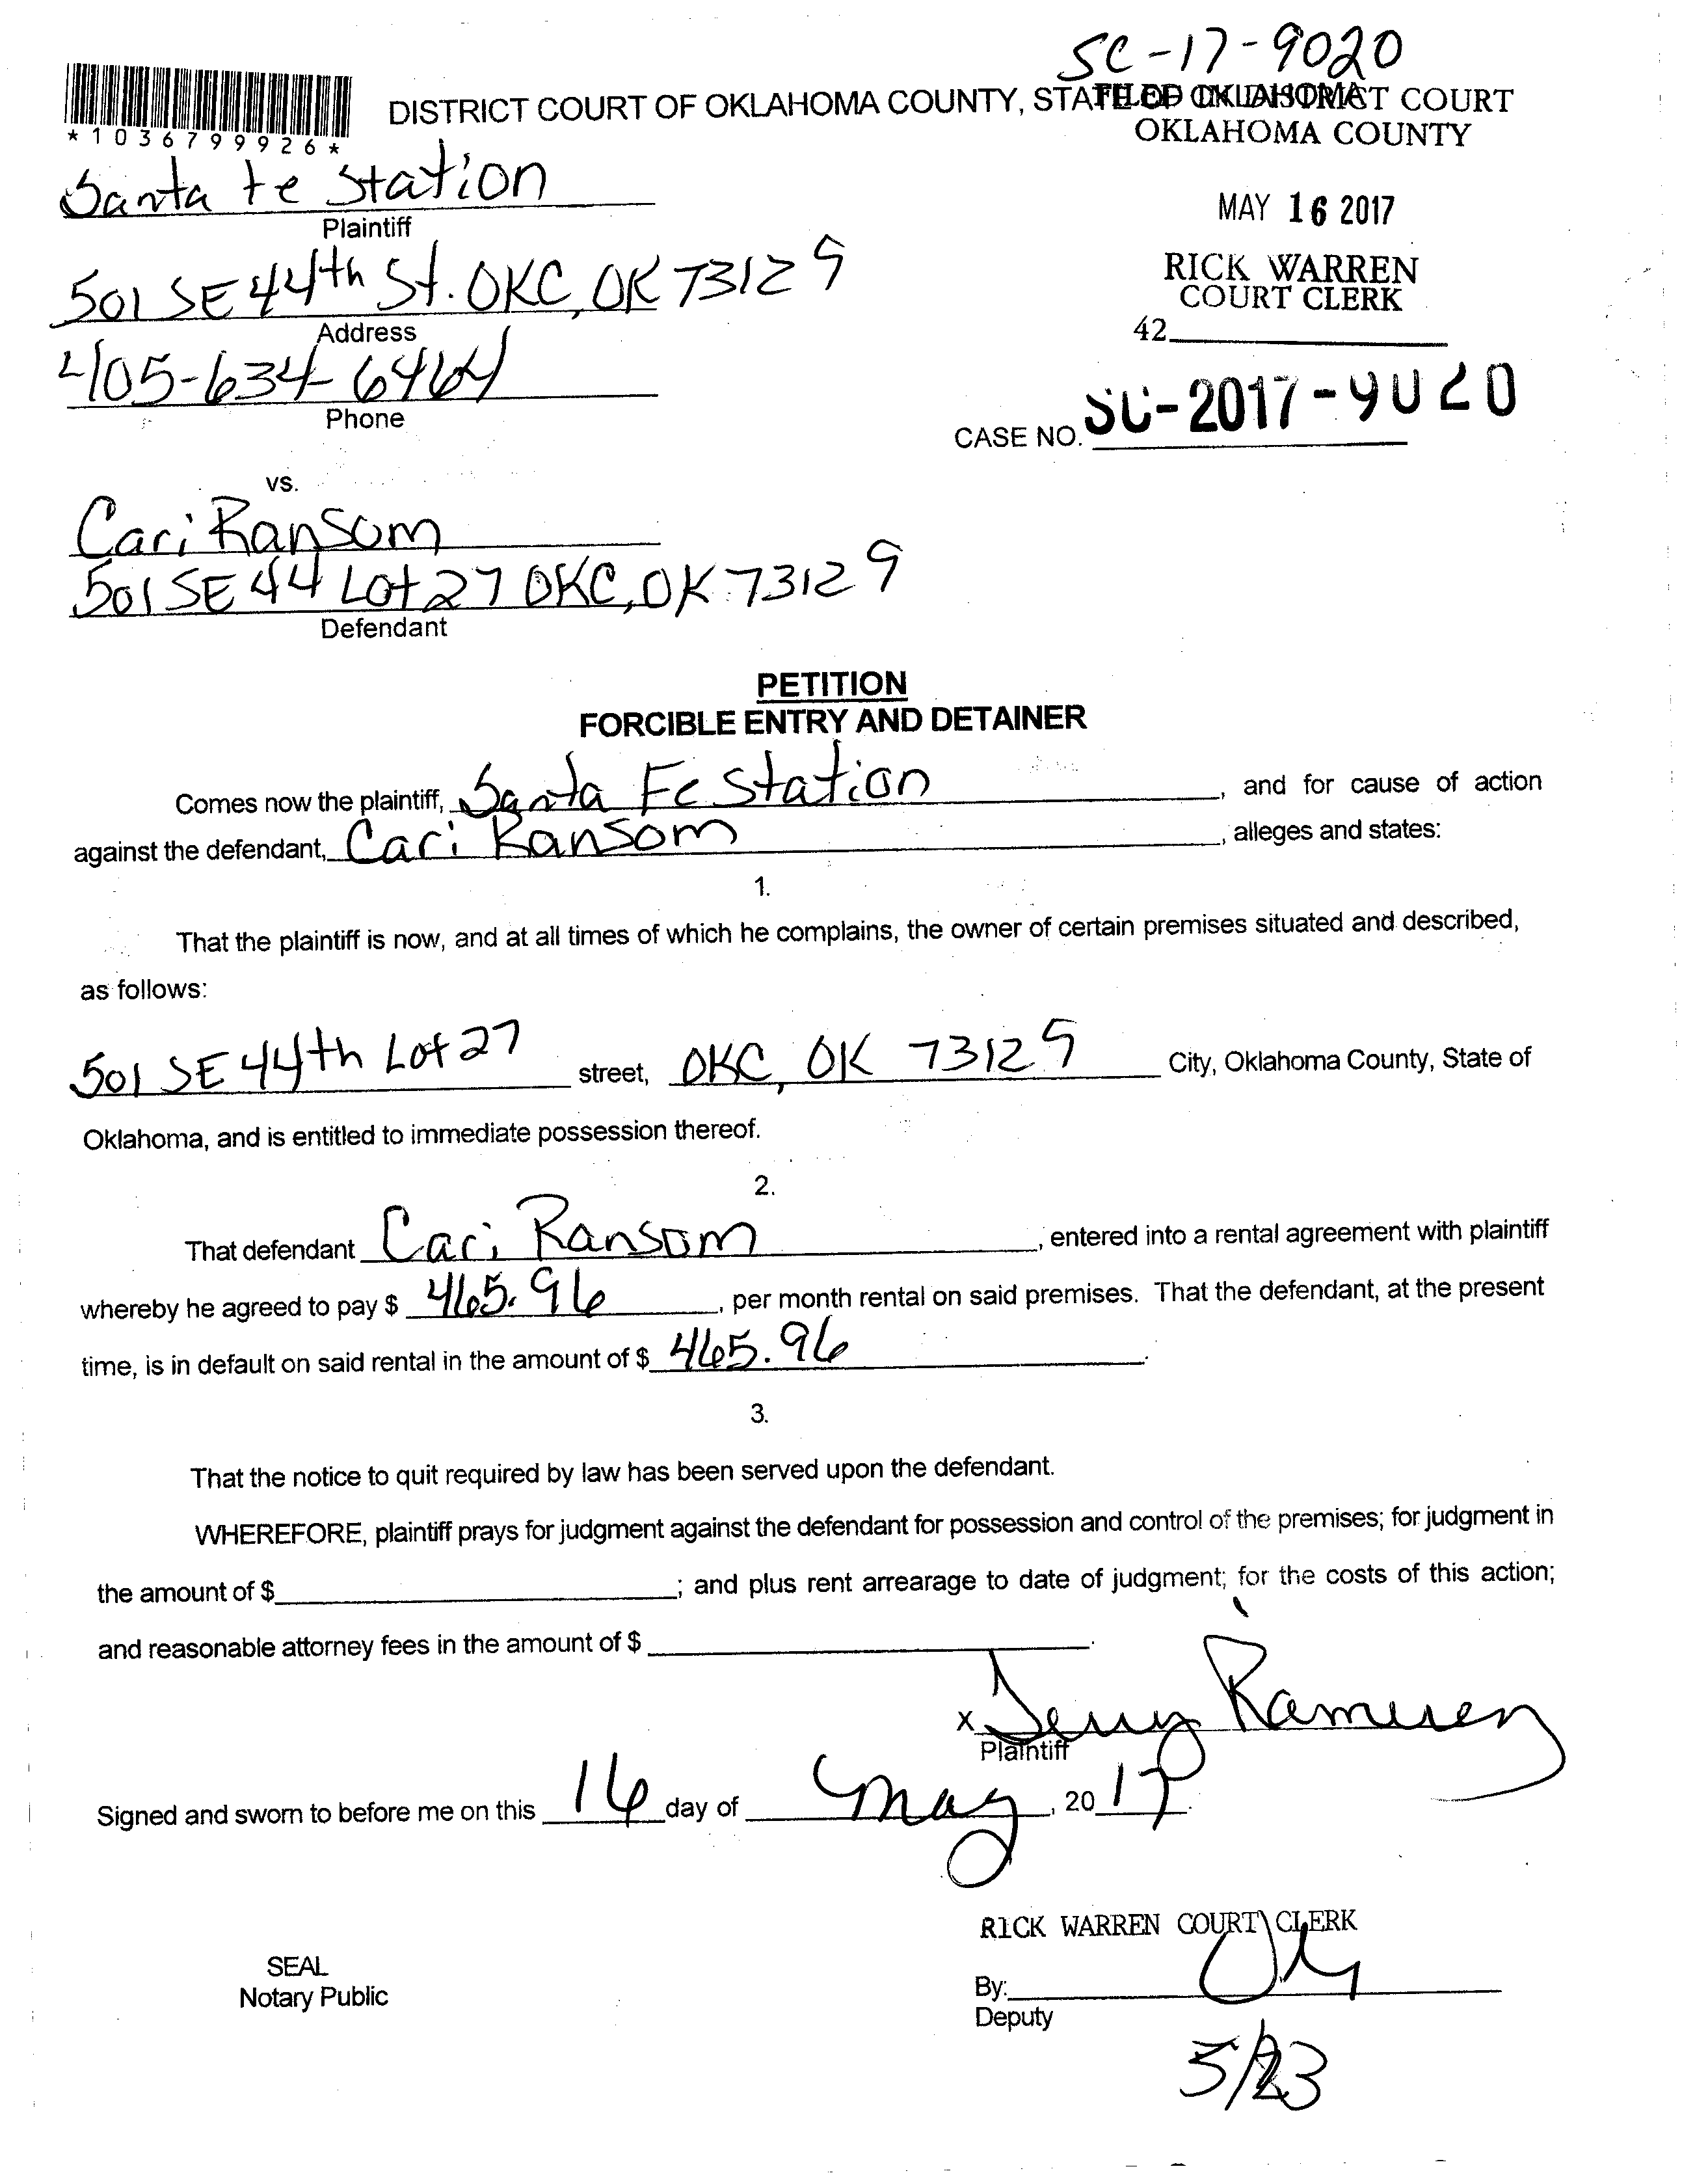 SC-17-9020
*1036799926*
DISTRICT COURT OF OKLAHOMA COUNTY, STATE OF OKLAHOMA
FILED IN DISTRICT COURT
OKLAHOMA COUNTY
Santa Fe Station
Plaintiff
MAY 16 2017
501 SE 44th St. OKC, OK 73129
Address
RICK WARREN
COURT CLERK
42
405-634-6464
Phone
CASE NO. SC-2017-9020
vs.
Cari Ransom
501 SE 44 Lot 27 OKC, OK 73129
Defendant
PETITION
FORCIBLE ENTRY AND DETAINER
Comes now the plaintiff, Santa Fe Station, and for cause of action
against the defendant, Cari Ransom, alleges and states:
1.
That the plaintiff is now, and at all times of which he complains, the owner of certain premises situated and described,
as follows:
501 SE 44th Lot 27 street, OKC, OK 73129 City, Oklahoma County, State of
Oklahoma, and is entitled to immediate possession thereof.
2.
That defendant Cari Ransom, entered into a rental agreement with plaintiff
whereby he agreed to pay $ 465.96, per month rental on said premises. That the defendant, at the present
time, is in default on said rental in the amount of $ 465.96.
3.
That the notice to quit required by law has been served upon the defendant.
WHEREFORE, plaintiff prays for judgment against the defendant for possession and control of the premises; for judgment in
the amount of $ ; and plus rent arrearage to date of judgment; for the costs of this action;
and reasonable attorney fees in the amount of $ .
x Jerry Ramirez
Plaintiff
Signed and sworn to before me on this 16 day of May, 2017.
RICK WARREN COURT CLERK
SEAL
Notary Public
By:
Deputy
5/23